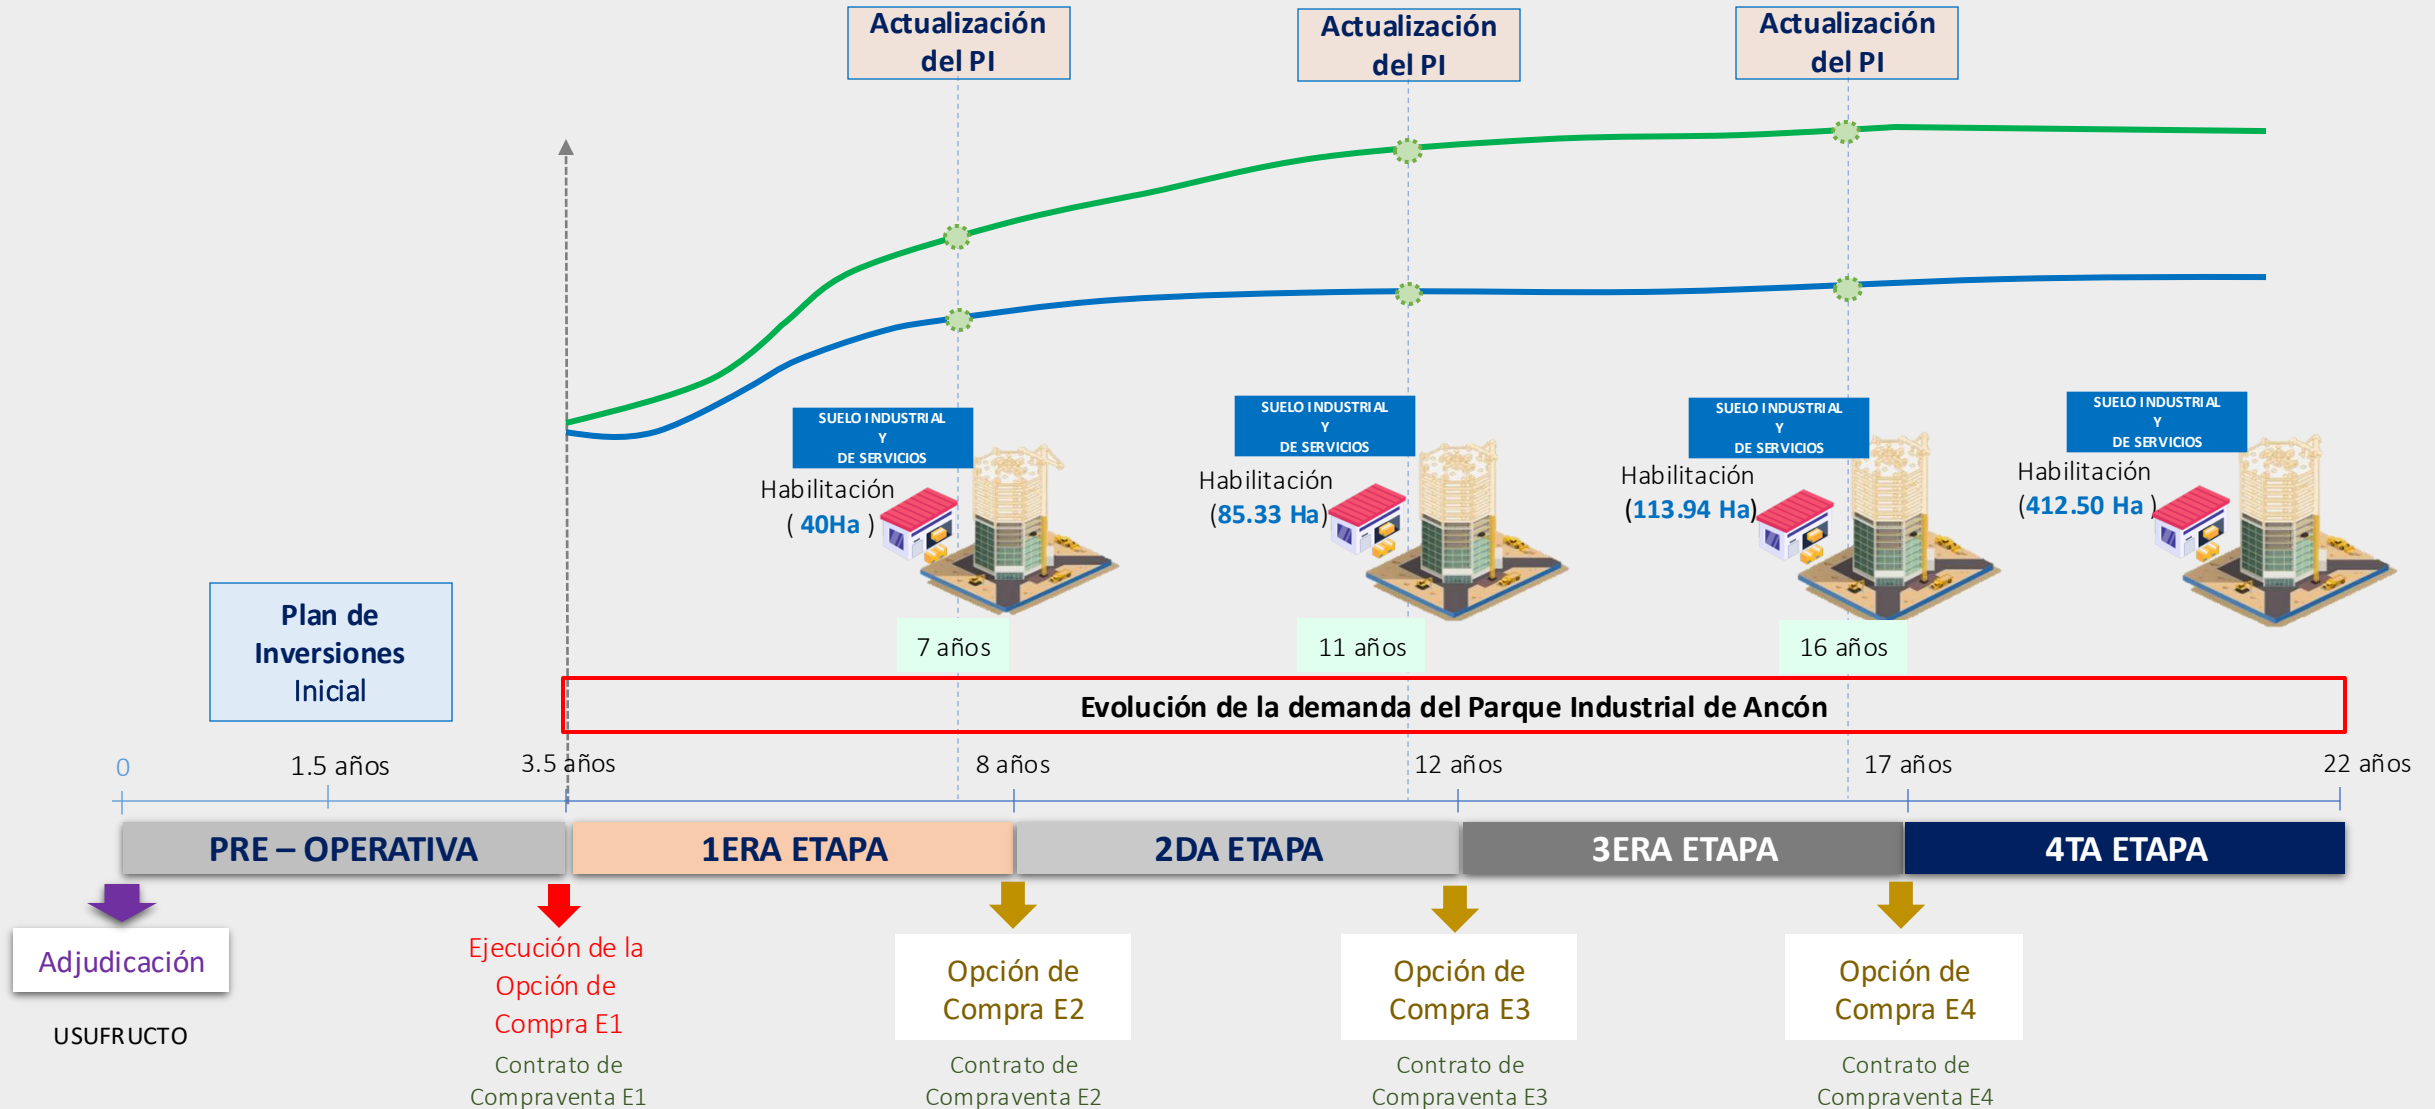 Actualización
del PI
Actualización
del PI
Actualización
del PI
SUELO INDUSTRIAL
Y
DE SERVICIOS
Habilitación
( 40Ha )
SUELO INDUSTRIAL
Y
DE SERVICIOS
Habilitación
(85.33 Ha)
SUELO INDUSTRIAL
Y
DE SERVICIOS
Habilitación
(113.94 Ha)
SUELO INDUSTRIAL
Y
DE SERVICIOS
Habilitación
(412.50 Ha )
Plan de
Inversiones
Inicial
7 años
11 años
16 años
Evolución de la demanda del Parque Industrial de Ancón
0
1.5 años
3.5 años
8 años
12 años
17 años
22 años
PRE – OPERATIVA
1ERA ETAPA
2DA ETAPA
3ERA ETAPA
4TA ETAPA
Adjudicación
USUFRUCTO
Ejecución de la
Opción de
Compra E1
Contrato de
Compraventa E1
Opción de
Compra E2
Contrato de
Compraventa E2
Opción de
Compra E3
Contrato de
Compraventa E3
Opción de
Compra E4
Contrato de
Compraventa E4